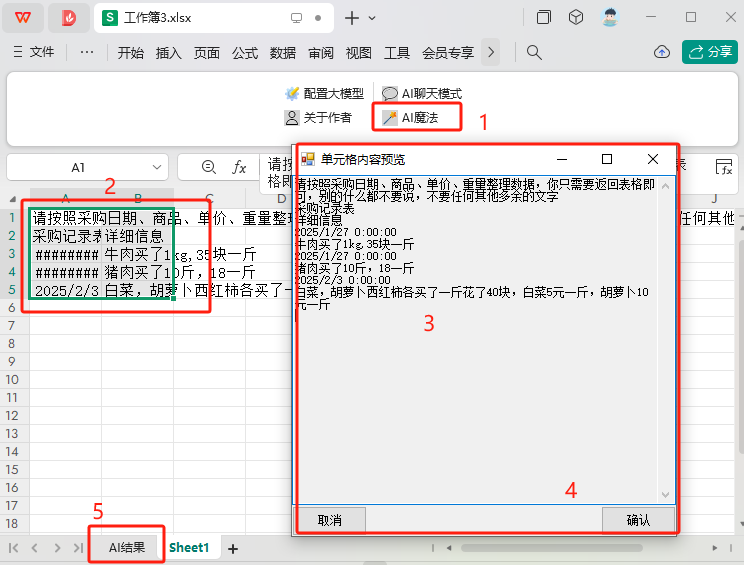 W
S 工作簿3.xlsx
文件 ··· 开始 插入 页面 公式 数据 审阅 视图 工具 会员专享 分享
配置大模型 AI聊天模式
关于作者 AI魔法
1
A1 fx 请按
格即
表
2
A B C D J
1 请按照采购日期、商品、单价、重量整理
任何其他
2 采购记录表 详细信息
3 ######## 牛肉买了1kg,35块一斤
4 ######## 猪肉买了10斤，18一斤
5 2025/2/3 白菜，胡萝卜西红柿各买了一
6
7
8
9
10
11
12
13
14
15
16
17
18
单元格内容预览
请按照采购日期、商品、单价、重量整理数据，你只需要返回表格即
可，别的什么都不要说，不要任何其他多余的文字
采购记录表
详细信息
2025/1/27 0:00:00
牛肉买了1kg,35块一斤
2025/1/27 0:00:00
猪肉买了10斤，18一斤
2025/2/3 0:00:00
白菜，胡萝卜西红柿各买了一斤花了40块，白菜5元一斤，胡萝卜10
元一斤
3
4
取消 确认
5
AI结果 Sheet1